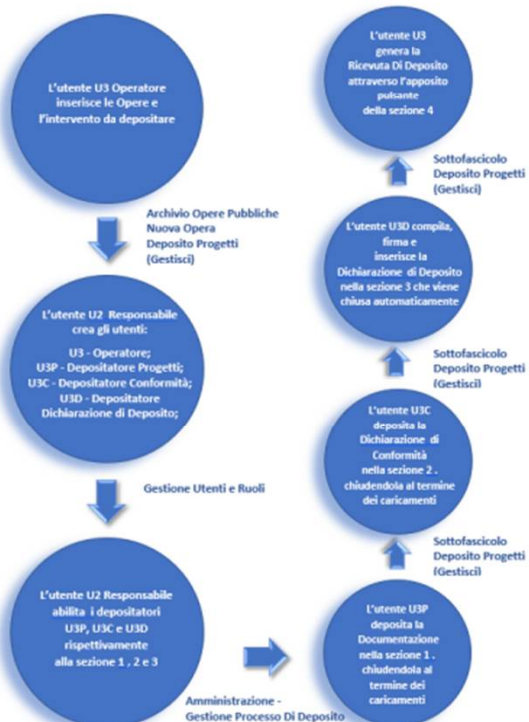 L'utente U3 Operatore
inserisce le Opere e
l'intervento da depositare
Archivio Opere Pubbliche
Nuova Opera
Deposito Progetti
(Gestisci)
L'utente U2 Responsabile
crea gli utenti:
U3 - Operatore;
U3P - Depositatore Progetti;
U3C - Depositatore Conformità;
U3D - Depositatore
Dichiarazione di Deposito;
Gestione Utenti e Ruoli
L'utente U2 Responsabile
abilita i depositatori
U3P, U3C e U3D
rispettivamente
alla sezione 1 , 2 e 3
Amministrazione -
Gestione Processo Di Deposito
L'utente U3P
deposita la
Documentazione
nella sezione 1 .
chiudendola al
termine dei
caricamenti
Sottofascicolo
Deposito Progetti
(Gestisci)
L'utente U3C
deposita la
Dichiarazione di
Conformità
nella sezione 2 .
chiudendola al termine
dei caricamenti
Sottofascicolo
Deposito Progetti
(Gestisci)
L'utente U3D compila,
firma e
inserisce la
Dichiarazione di Deposito
nella sezione 3 che viene
chiusa automaticamente
Sottofascicolo
Deposito Progetti
(Gestisci)
L'utente U3
genera la
Ricevuta Di Deposito
attraverso l'apposito
pulsante
della sezione 4